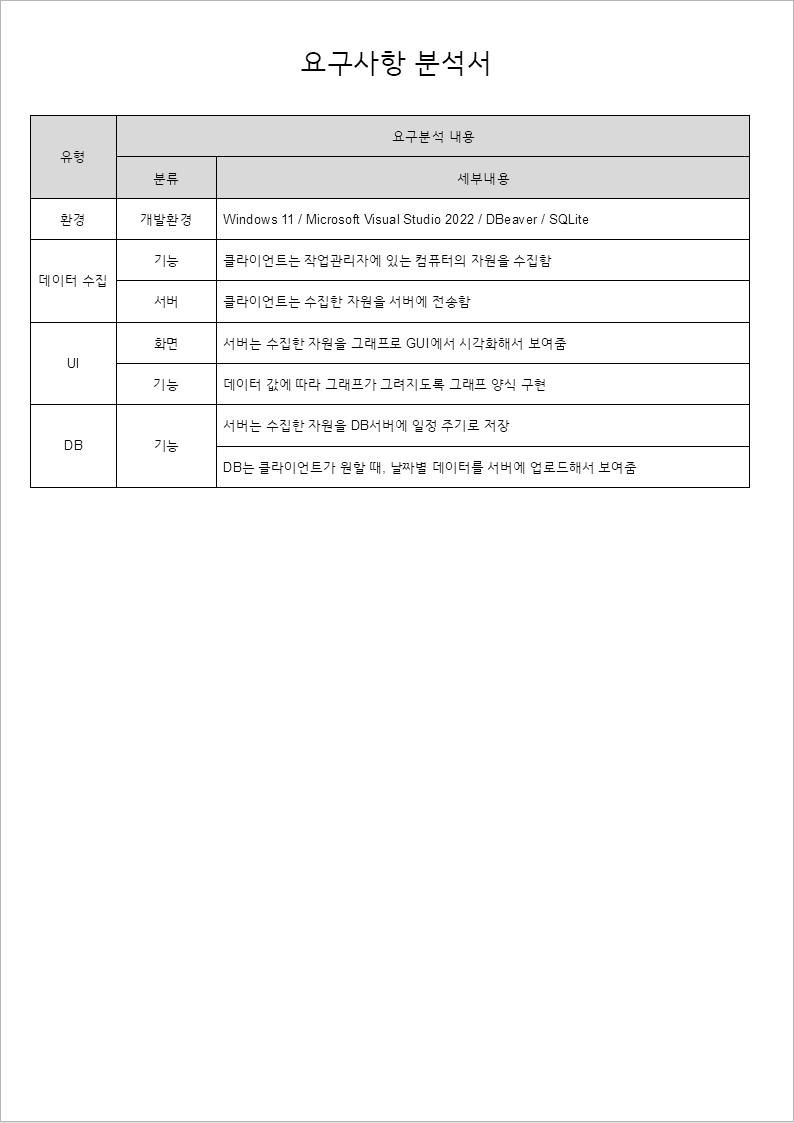 요구사항 분석서
유형
요구분석 내용
분류
세부내용
환경
개발환경
Windows 11 / Microsoft Visual Studio 2022 / DBeaver / SQLite
데이터 수집
기능
클라이언트는 작업관리자에 있는 컴퓨터의 자원을 수집함
서버
클라이언트는 수집한 자원을 서버에 전송함
UI
화면
서버는 수집한 자원을 그래프로 GUI에서 시각화해서 보여줌
기능
데이터 값에 따라 그래프가 그려지도록 그래프 양식 구현
DB
기능
서버는 수집한 자원을 DB서버에 일정 주기로 저장
DB는 클라이언트가 원할 때, 날짜별 데이터를 서버에 업로드해서 보여줌